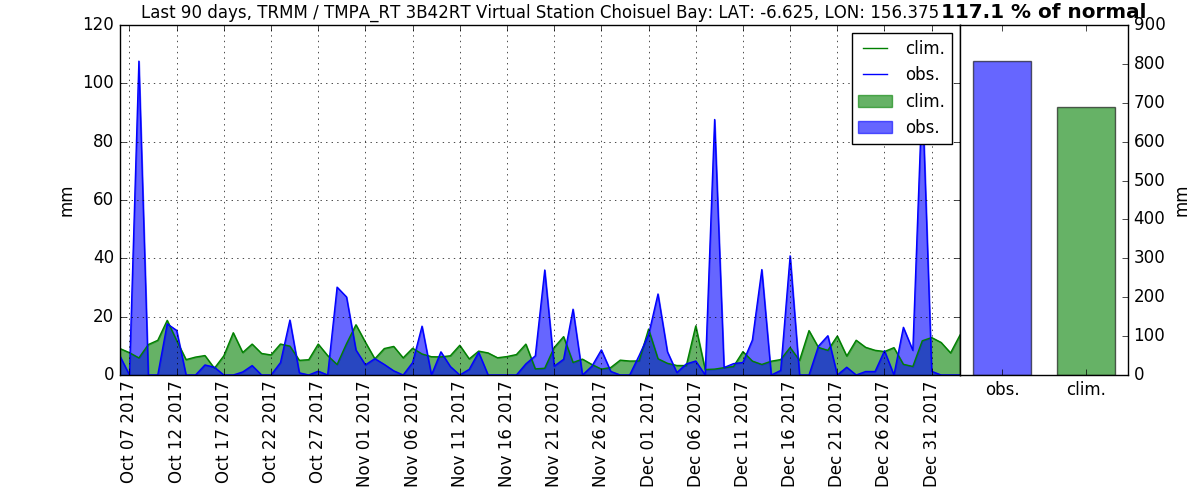 Last 90 days, TRMM / TMPA_RT 3B42RT Virtual Station Choisuel Bay: LAT: -6.625, LON: 156.375
117.1 % of normal
clim.
obs.
clim.
obs.
mm
120
100
80
60
40
20
0
Oct 07 2017
Oct 12 2017
Oct 17 2017
Oct 22 2017
Oct 27 2017
Nov 01 2017
Nov 06 2017
Nov 11 2017
Nov 16 2017
Nov 21 2017
Nov 26 2017
Dec 01 2017
Dec 06 2017
Dec 11 2017
Dec 16 2017
Dec 21 2017
Dec 26 2017
Dec 31 2017
900
800
700
600
500
400
300
200
100
0
mm
obs.
clim.